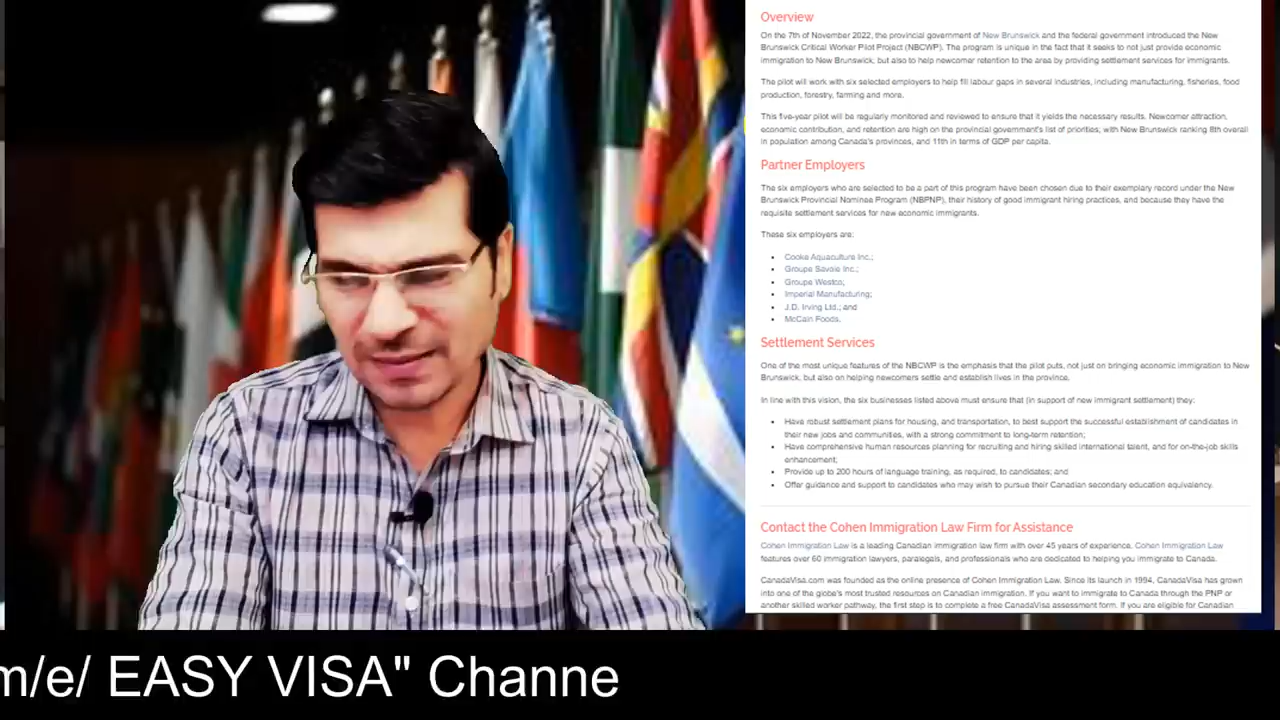 Overview
On the 7th of November 2022, the provincial government of New Brunswick and the federal government introduced the New
Brunswick Critical Worker Pilot Project (NBCWP). The program is unique in the fact that it seeks to not just provide economic
immigration to New Brunswick, but also to help newcomer retention to the area by providing settlement services for immigrants.
The pilot will work with six selected employers to help fill labour gaps in several industries, including manufacturing, fisheries, food
production, forestry, farming and more.
This five-year pilot will be regularly monitored and reviewed to ensure that it yields the necessary results. Newcomer attraction,
economic contribution, and retention are high on the provincial government's list of priorities, with New Brunswick ranking 8th overall
in population among Canada's provinces, and 11th in terms of GDP per capita.
Partner Employers
The six employers who are selected to be a part of this program have been chosen due to their exemplary record under the New
Brunswick Provincial Nominee Program (NBPNP), their history of good immigrant hiring practices, and because they have the
requisite settlement services for new economic immigrants.
These six employers are:
• Cooke Aquaculture Inc.;
• Groupe Savoie Inc.;
• Groupe Westco;
• Imperial Manufacturing;
• J.D. Irving Ltd.; and
• McCain Foods.
Settlement Services
One of the most unique features of the NBCWP is the emphasis that the pilot puts, not just on bringing economic immigration to New
Brunswick, but also on helping newcomers settle and establish lives in the province.
In line with this vision, the six businesses listed above must ensure that (in support of new immigrant settlement) they:
• Have robust settlement plans for housing, and transportation, to best support the successful establishment of candidates in
their new jobs and communities, with a strong commitment to long-term retention;
• Have comprehensive human resources planning for recruiting and hiring skilled international talent, and for on-the-job skills
enhancement;
• Provide up to 200 hours of language training, as required, to candidates; and
• Offer guidance and support to candidates who may wish to pursue their Canadian secondary education equivalency.
Contact the Cohen Immigration Law Firm for Assistance
Cohen Immigration Law is a leading Canadian immigration law firm with over 45 years of experience. Cohen Immigration Law
features over 60 immigration lawyers, paralegals, and professionals who are dedicated to helping you immigrate to Canada.
CanadaVisa.com was founded as the online presence of Cohen Immigration Law. Since its launch in 1994, CanadaVisa has grown
into one of the globe's most trusted resources on Canadian immigration. If you want to immigrate to Canada through the PNP or
another skilled worker pathway, the first step is to complete a free CanadaVisa assessment form. If you are eligible for Canadian
m/e/ EASY VISA" Channe